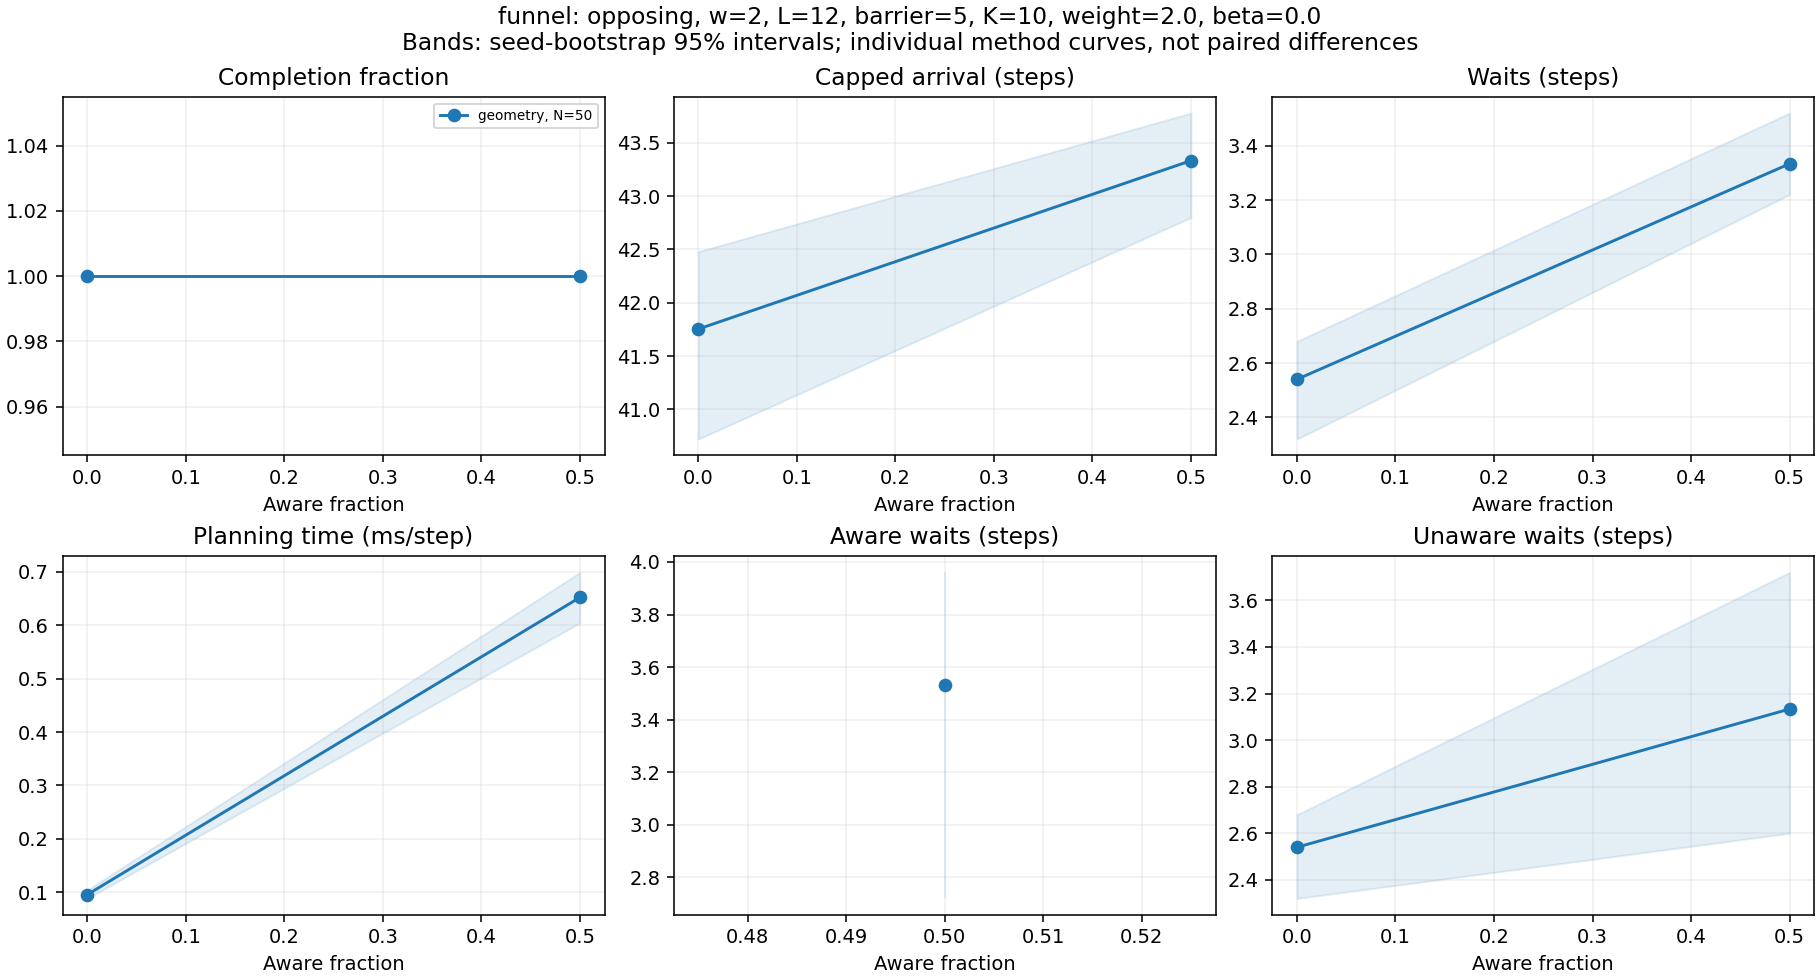 funnel: opposing, w=2, L=12, barrier=5, K=10, weight=2.0, beta=0.0
Bands: seed-bootstrap 95% intervals; individual method curves, not paired differences
Completion fraction
geometry, N=50
1.04
1.02
1.00
0.98
0.96
0.0 0.1 0.2 0.3 0.4 0.5
Aware fraction
Capped arrival (steps)
43.5
43.0
42.5
42.0
41.5
41.0
0.0 0.1 0.2 0.3 0.4 0.5
Aware fraction
Waits (steps)
3.4
3.2
3.0
2.8
2.6
2.4
0.0 0.1 0.2 0.3 0.4 0.5
Aware fraction
Planning time (ms/step)
0.7
0.6
0.5
0.4
0.3
0.2
0.1
0.0 0.1 0.2 0.3 0.4 0.5
Aware fraction
Aware waits (steps)
4.0
3.8
3.6
3.4
3.2
3.0
2.8
0.48 0.49 0.50 0.51 0.52
Aware fraction
Unaware waits (steps)
3.6
3.4
3.2
3.0
2.8
2.6
2.4
0.0 0.1 0.2 0.3 0.4 0.5
Aware fraction